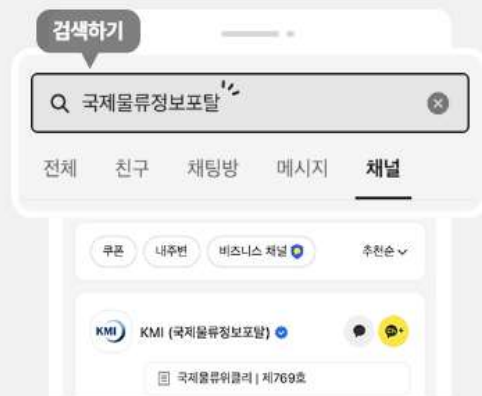 검색하기
국제물류정보포탈
전체 친구 채팅방 메시지 채널
쿠폰 내주변 비즈니스 채널 추천순
KMI KMI (국제물류정보포탈) Ch+
국제물류위클리 | 제769호